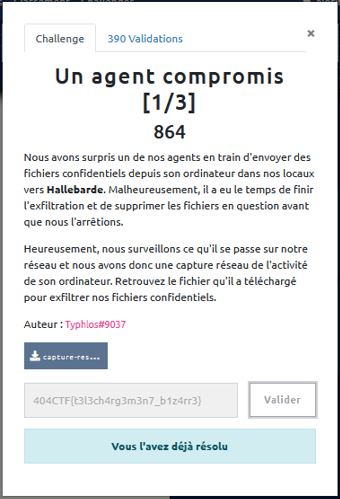 Challenge
390 Validations
×
Un agent compromis
[1/3]
864
Nous avons surpris un de nos agents en train d'envoyer des
fichiers confidentiels depuis son ordinateur dans nos locaux
vers Hallebarde. Malheureusement, il a eu le temps de finir
l'exfiltration et de supprimer les fichiers en question avant
que nous l'arrêtions.
Heureusement, nous surveillons ce qu'il se passe sur notre
réseau et nous avons donc une capture réseau de l'activité
de son ordinateur. Retrouvez le fichier qu'il a téléchargé
pour exfiltrer nos fichiers confidentiels.
Auteur : Typhlos#9037
capture-res...
404CTF{t3l3ch4rg3m3n7_b1z4rr3}
Valider
Vous l'avez déjà résolu